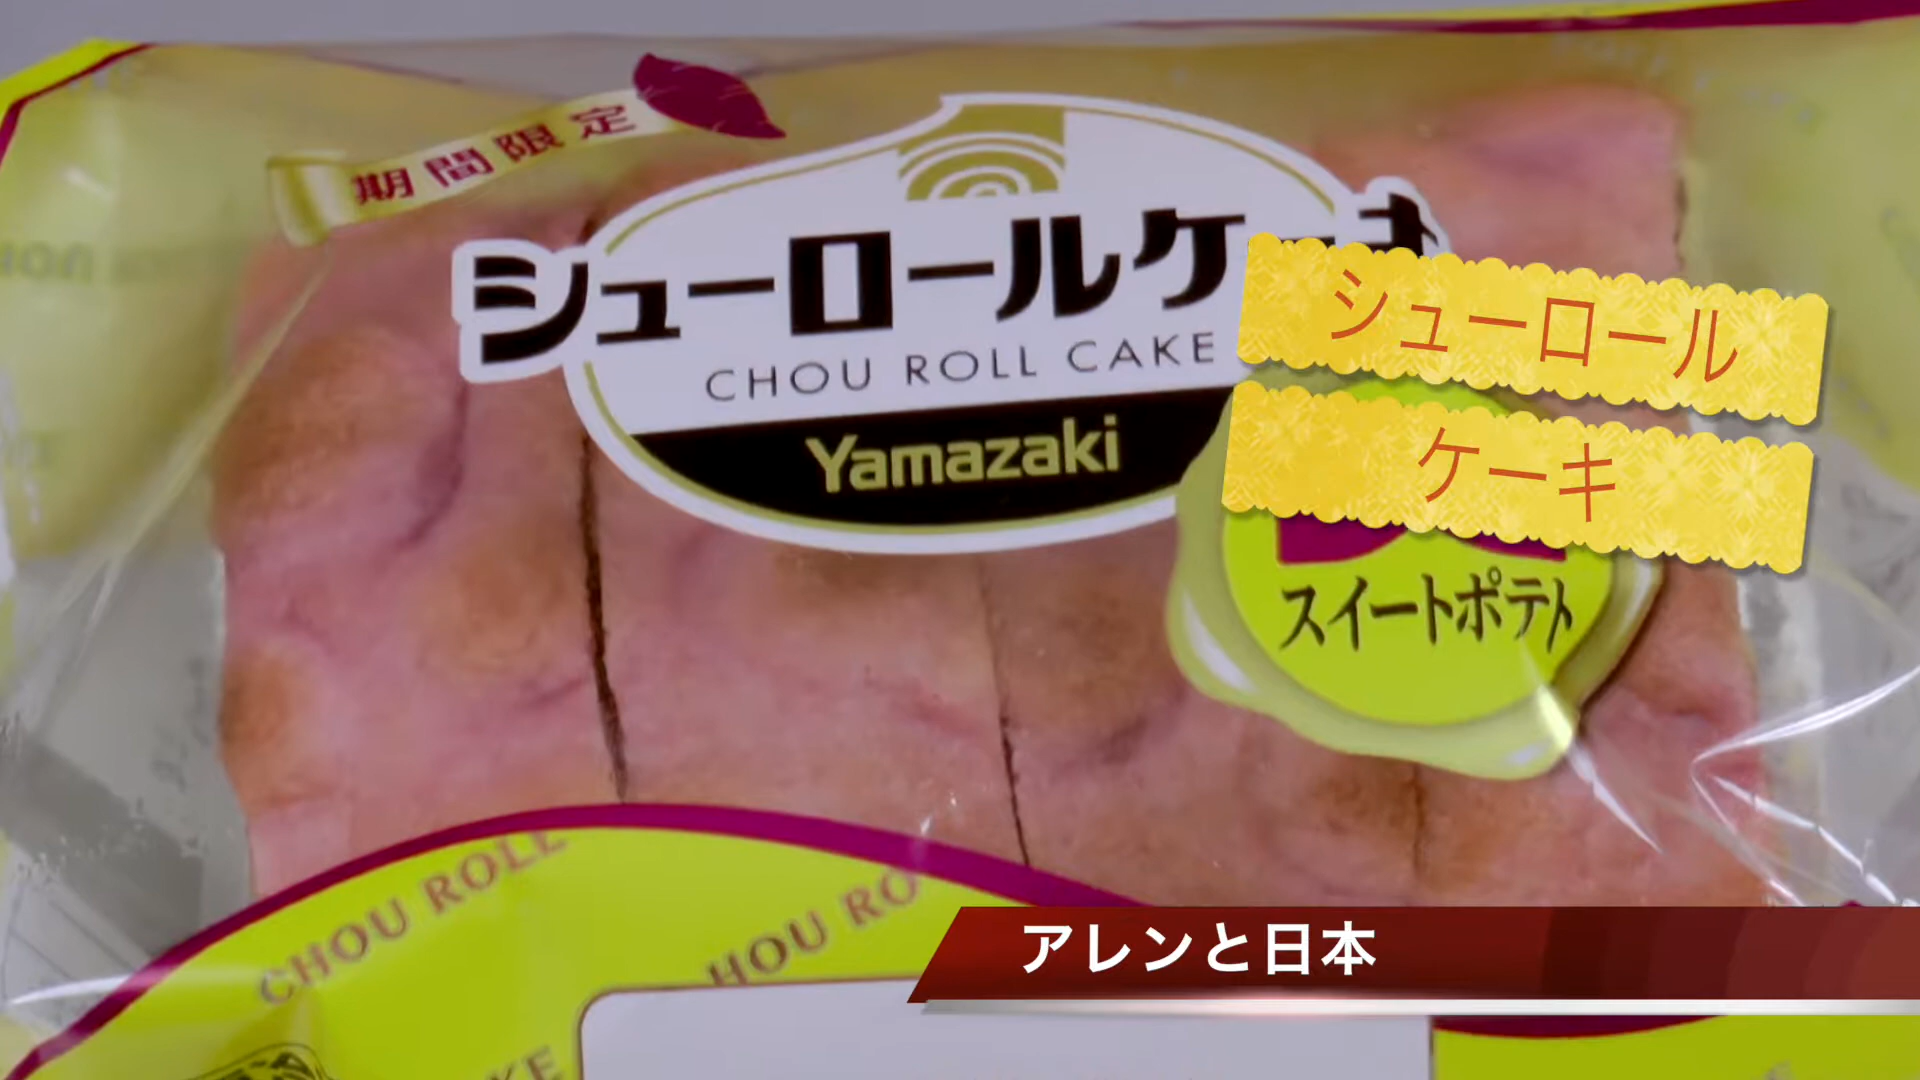 期間限定
シューロールケーキ
CHOU ROLL CAKE
Yamazaki
シューロール
ケーキ
スイートポテト
CHOU ROLL
アレンと日本